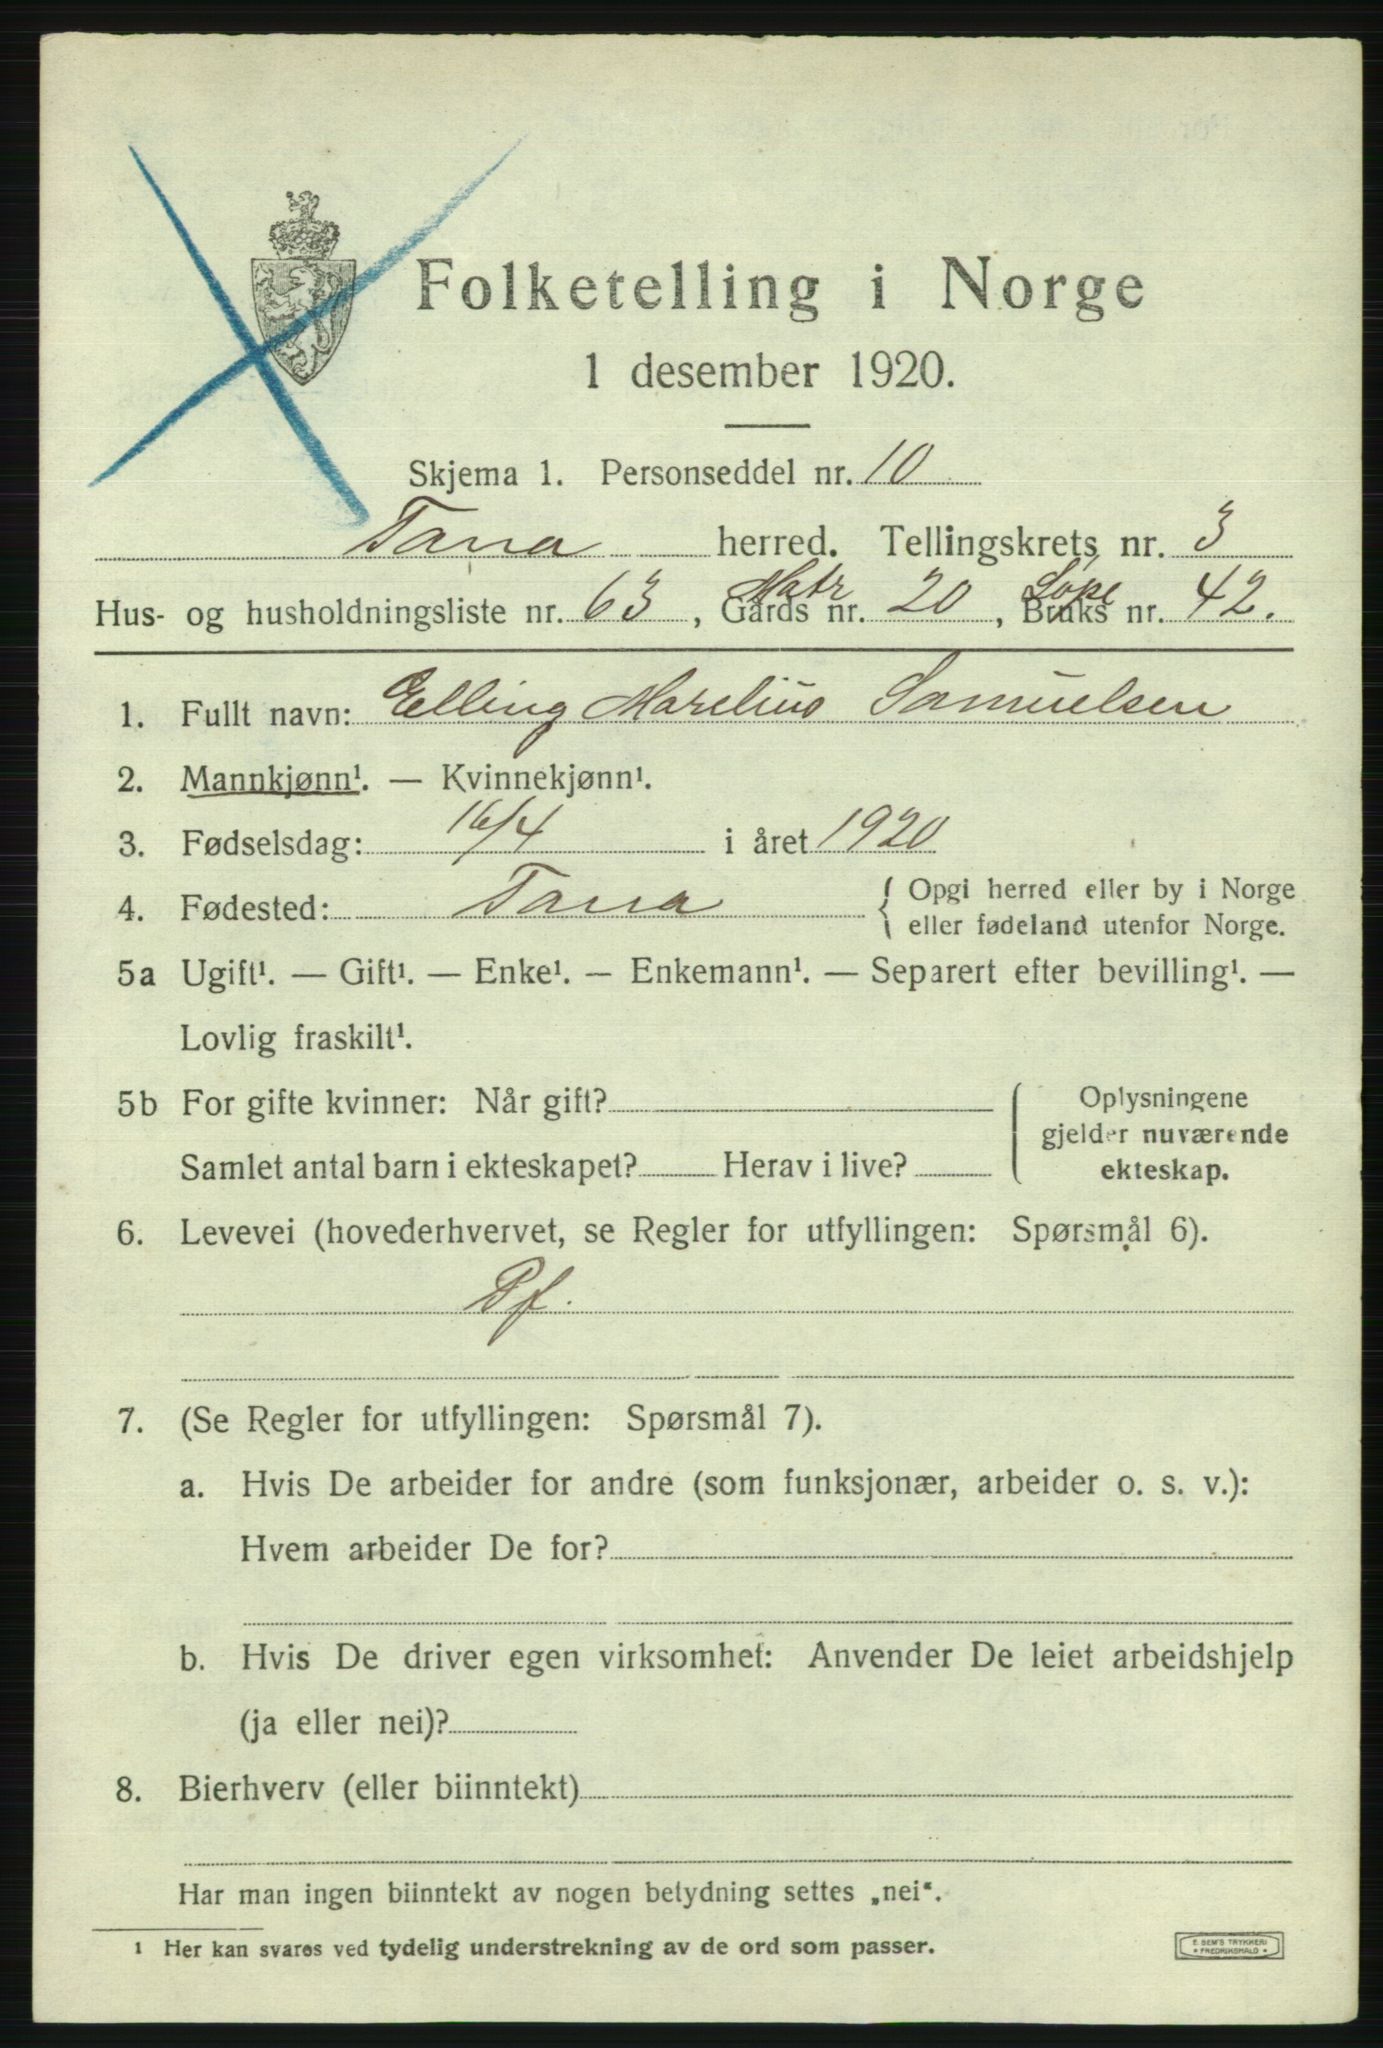 Folketelling i Norge
1 desember 1920.
Skjema 1. Personseddel nr. 10
Tana herred. Tellingskrets nr. 3
Matr Løpe
Hus- og husholdningsliste nr. 63, Gårds nr. 20, Bruks nr. 42.
1. Fullt navn: Elling Marelius Samuelsen
2. Mannkjønn¹. — Kvinnekjønn¹.
3. Fødselsdag: 16/4 i året 1920
4. Fødested: Tana { Opgi herred eller by i Norge
eller fødeland utenfor Norge.
5a Ugift¹. — Gift¹. — Enke¹. — Enkemann¹. — Separert efter bevilling¹. —
Lovlig fraskilt¹.
5b For gifte kvinner: Når gift?
Samlet antal barn i ekteskapet? Herav i live?
Oplysningene
gjelder nuværende
ekteskap.
6. Levevei (hovederhvervet, se Regler for utfyllingen: Spørsmål 6).
Pf.
7. (Se Regler for utfyllingen: Spørsmål 7).
a. Hvis De arbeider for andre (som funksjonær, arbeider o. s. v.):
Hvem arbeider De for?
b. Hvis De driver egen virksomhet: Anvender De leiet arbeidshjelp
(ja eller nei)?
8. Bierhverv (eller biinntekt)
Har man ingen biinntekt av nogen betydning settes „nei“.
¹ Her kan svares ved tydelig understrekning av de ord som passer.
E. SEM'S TRYKKERI
* FREDRIKSHALD *